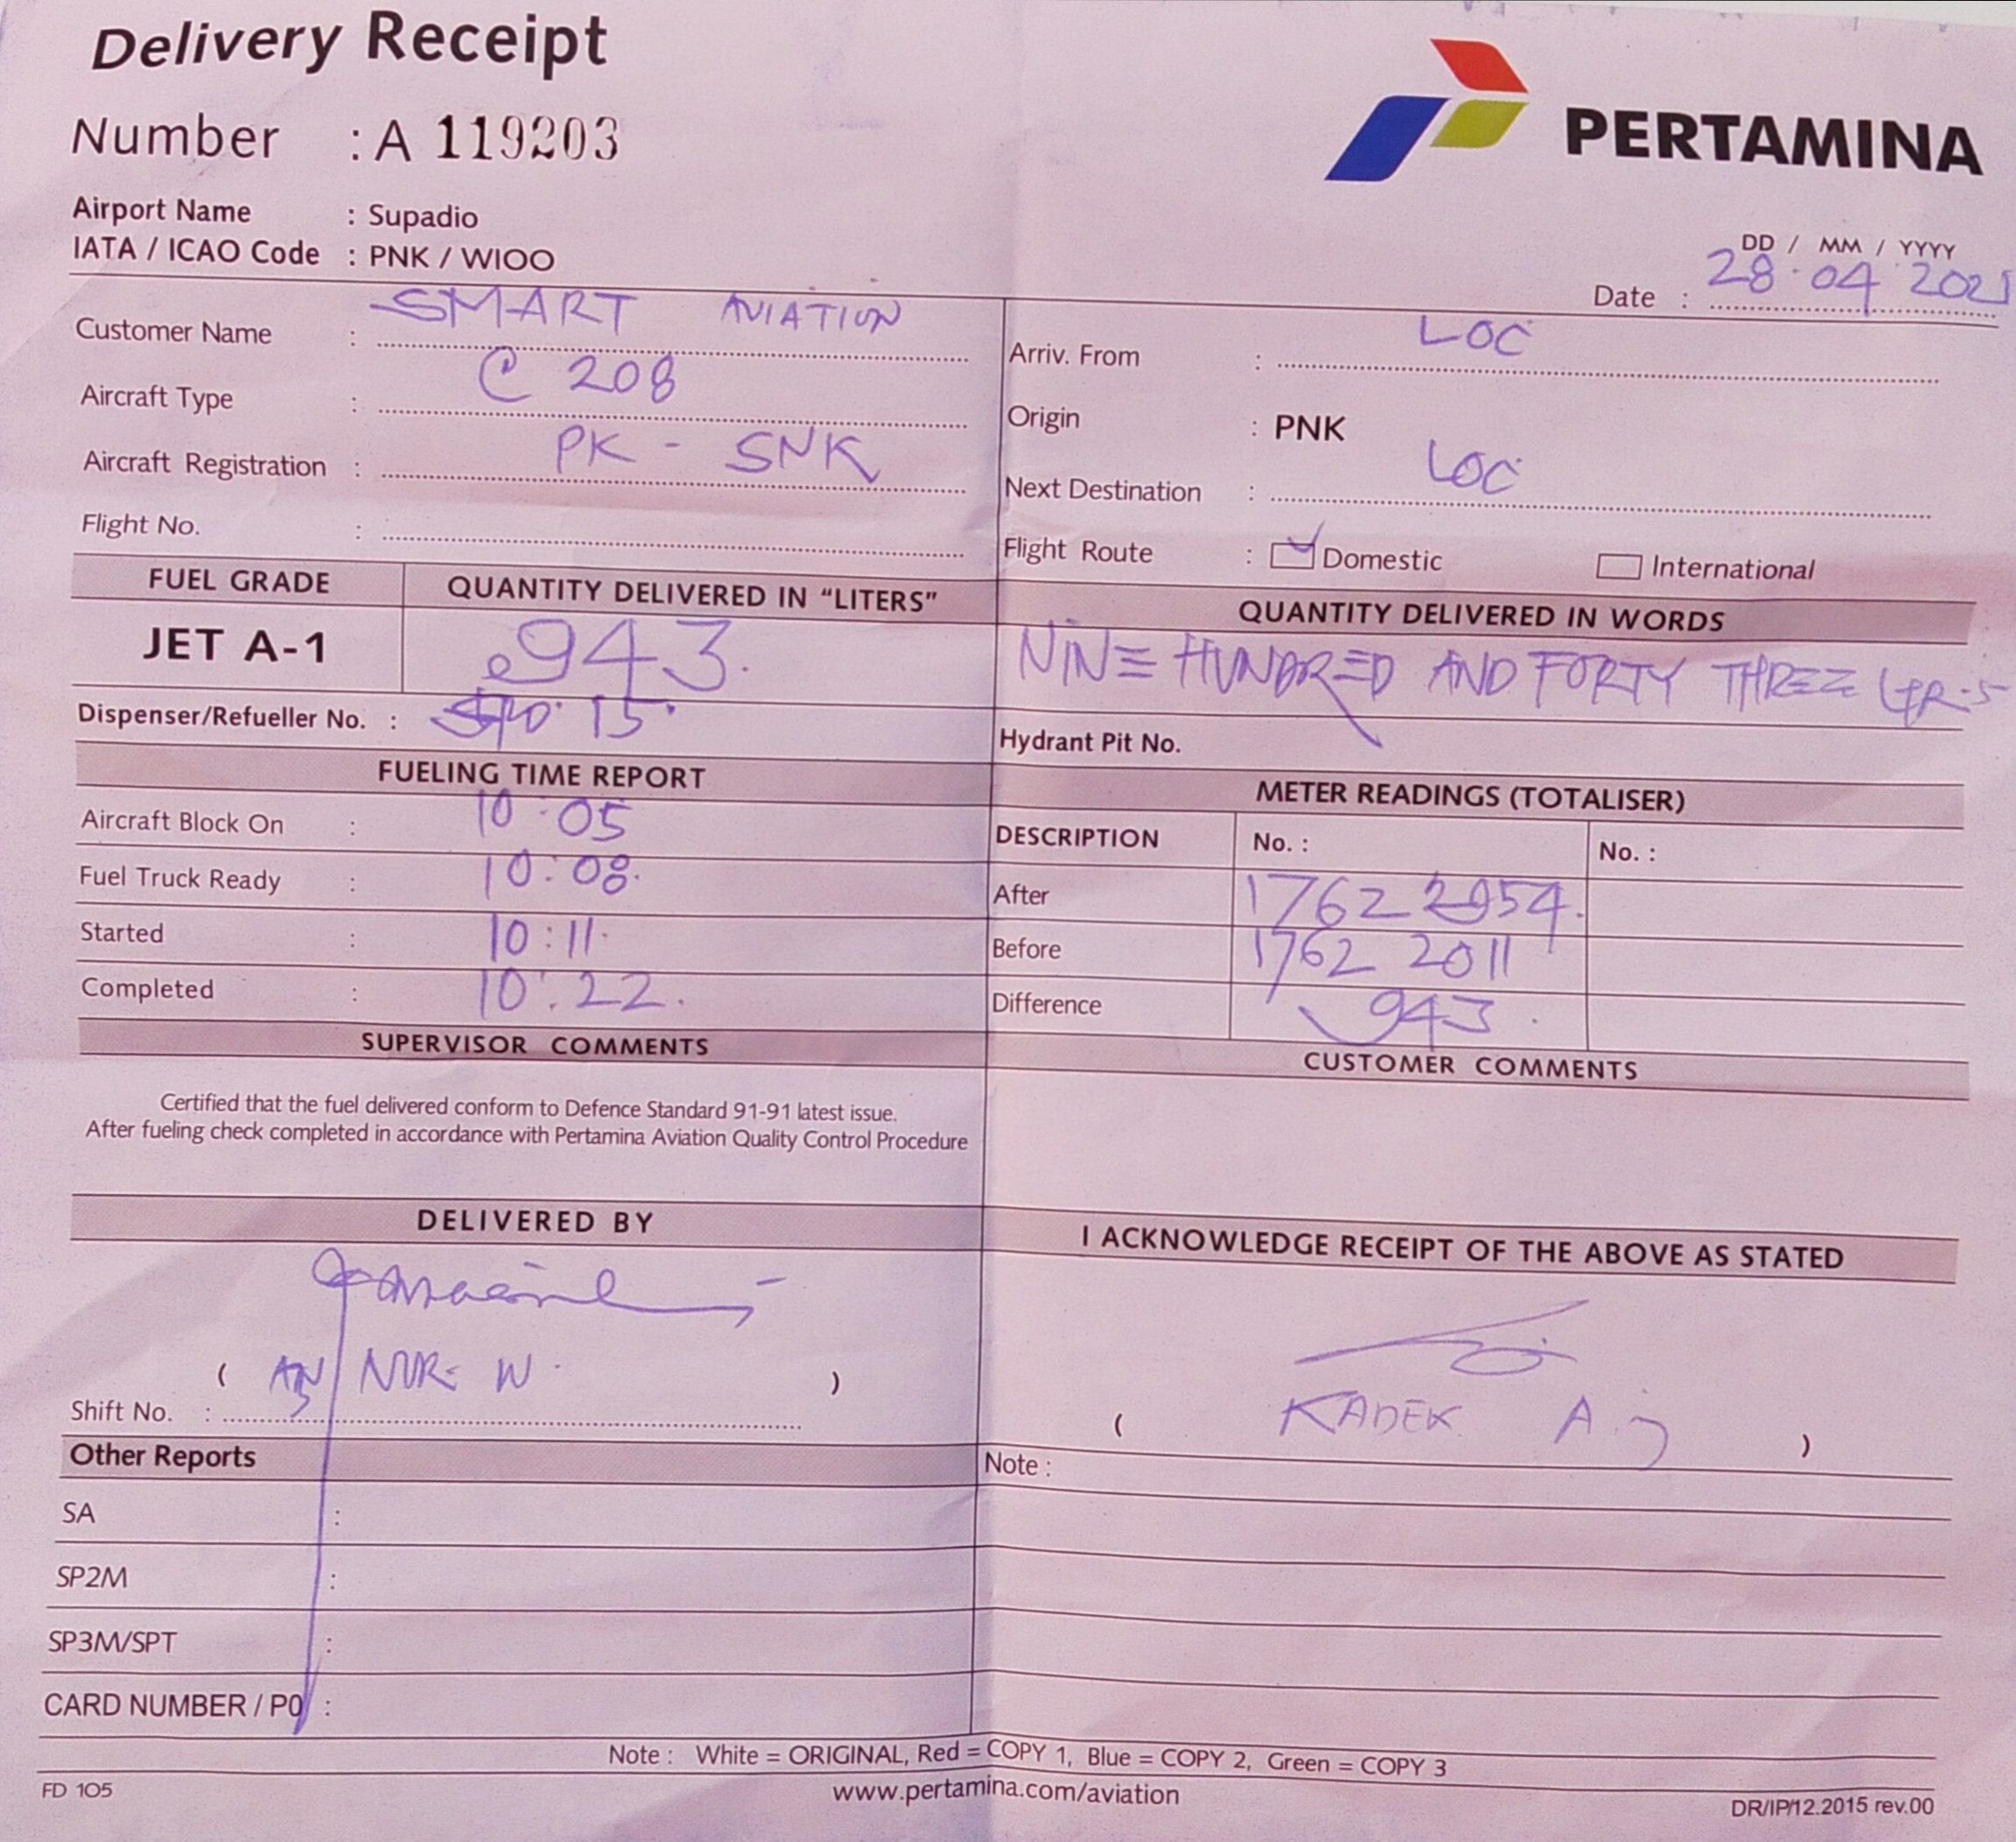 Delivery Receipt
PERTAMINA
Number : A 119203
Airport Name : Supadio
IATA / ICAO Code : PNK / WIOO
DD / MM / YYYY
Date : 28.04 2021
Customer Name : SMART AVIATION
Aircraft Type : C 208
Aircraft Registration : PK - SNK
Flight No. :
Arriv. From : LOC
Origin : PNK
Next Destination : LOC
Flight Route : Domestic International
FUEL GRADE QUANTITY DELIVERED IN “LITERS”
QUANTITY DELIVERED IN WORDS
JET A-1 943.
NINE HUNDRED AND FORTY THREE LTR.S
Dispenser/Refueller No. : 15.
Hydrant Pit No.
FUELING TIME REPORT
Aircraft Block On : 10.05
Fuel Truck Ready : 10:08.
Started : 10:11.
Completed : 10:22.
METER READINGS (TOTALISER)
DESCRIPTION No. : No. :
After 1762 2954.
Before 1762 2011
Difference 943.
SUPERVISOR COMMENTS
CUSTOMER COMMENTS
Certified that the fuel delivered conform to Defence Standard 91-91 latest issue.
After fueling check completed in accordance with Pertamina Aviation Quality Control Procedure
DELIVERED BY
I ACKNOWLEDGE RECEIPT OF THE ABOVE AS STATED
( NUR. W. )
Shift No. :
( KADEK A. )
Other Reports
Note :
SA :
SP2M :
SP3M/SPT :
CARD NUMBER / PO :
Note : White = ORIGINAL, Red = COPY 1, Blue = COPY 2, Green = COPY 3
FD 105
www.pertamina.com/aviation
DR/IP/12.2015 rev.00